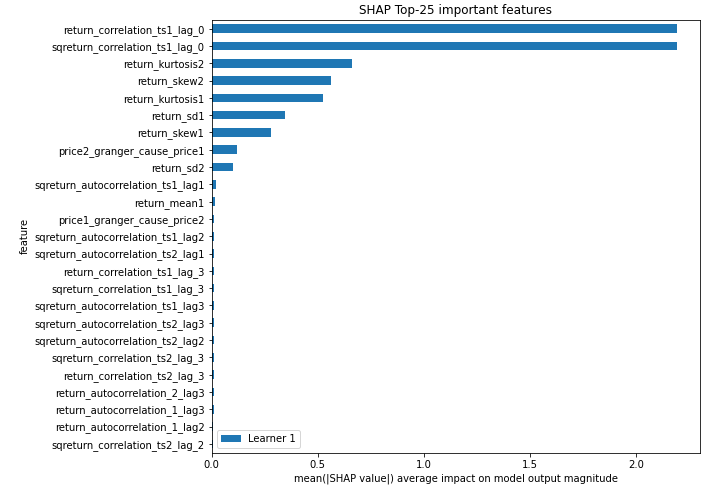 SHAP Top-25 important features
return_correlation_ts1_lag_0
sqreturn_correlation_ts1_lag_0
return_kurtosis2
return_skew2
return_kurtosis1
return_sd1
return_skew1
price2_granger_cause_price1
return_sd2
sqreturn_autocorrelation_ts1_lag1
return_mean1
price1_granger_cause_price2
sqreturn_autocorrelation_ts1_lag2
sqreturn_autocorrelation_ts2_lag1
return_correlation_ts1_lag_3
sqreturn_correlation_ts1_lag_3
sqreturn_autocorrelation_ts1_lag3
sqreturn_autocorrelation_ts2_lag3
sqreturn_autocorrelation_ts2_lag2
sqreturn_correlation_ts2_lag_3
return_correlation_ts2_lag_3
return_autocorrelation_2_lag3
return_autocorrelation_1_lag3
return_autocorrelation_1_lag2
sqreturn_correlation_ts2_lag_2
feature
Learner 1
0.0 0.5 1.0 1.5 2.0
mean(|SHAP value|) average impact on model output magnitude